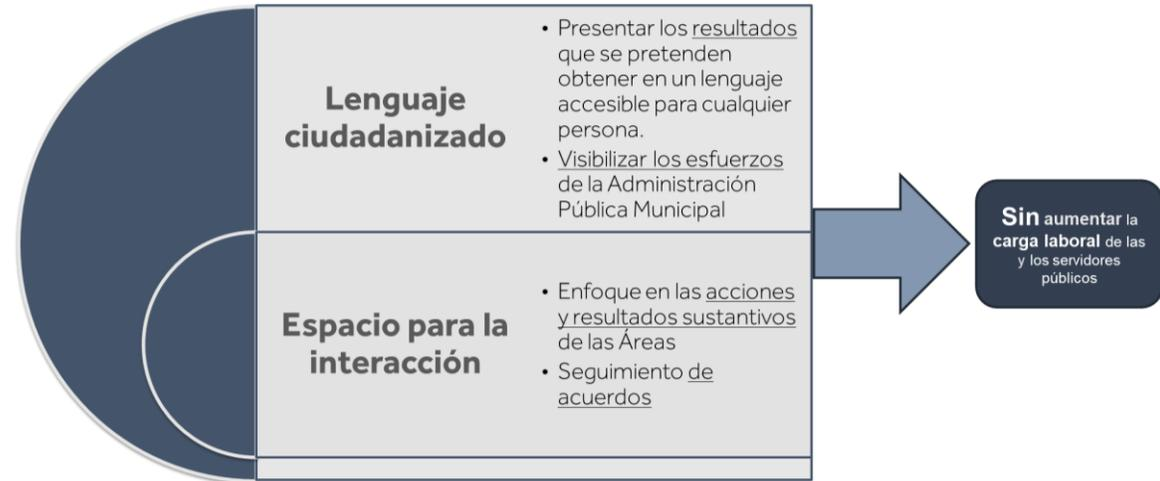 Lenguaje
ciudadanizado
• Presentar los resultados
que se pretenden
obtener en un lenguaje
accesible para cualquier
persona.
• Visibilizar los esfuerzos
de la Administración
Pública Municipal
Espacio para la
interacción
• Enfoque en las acciones
y resultados sustantivos
de las Áreas
• Seguimiento de
acuerdos
Sin aumentar la
carga laboral de las
y los servidores
públicos